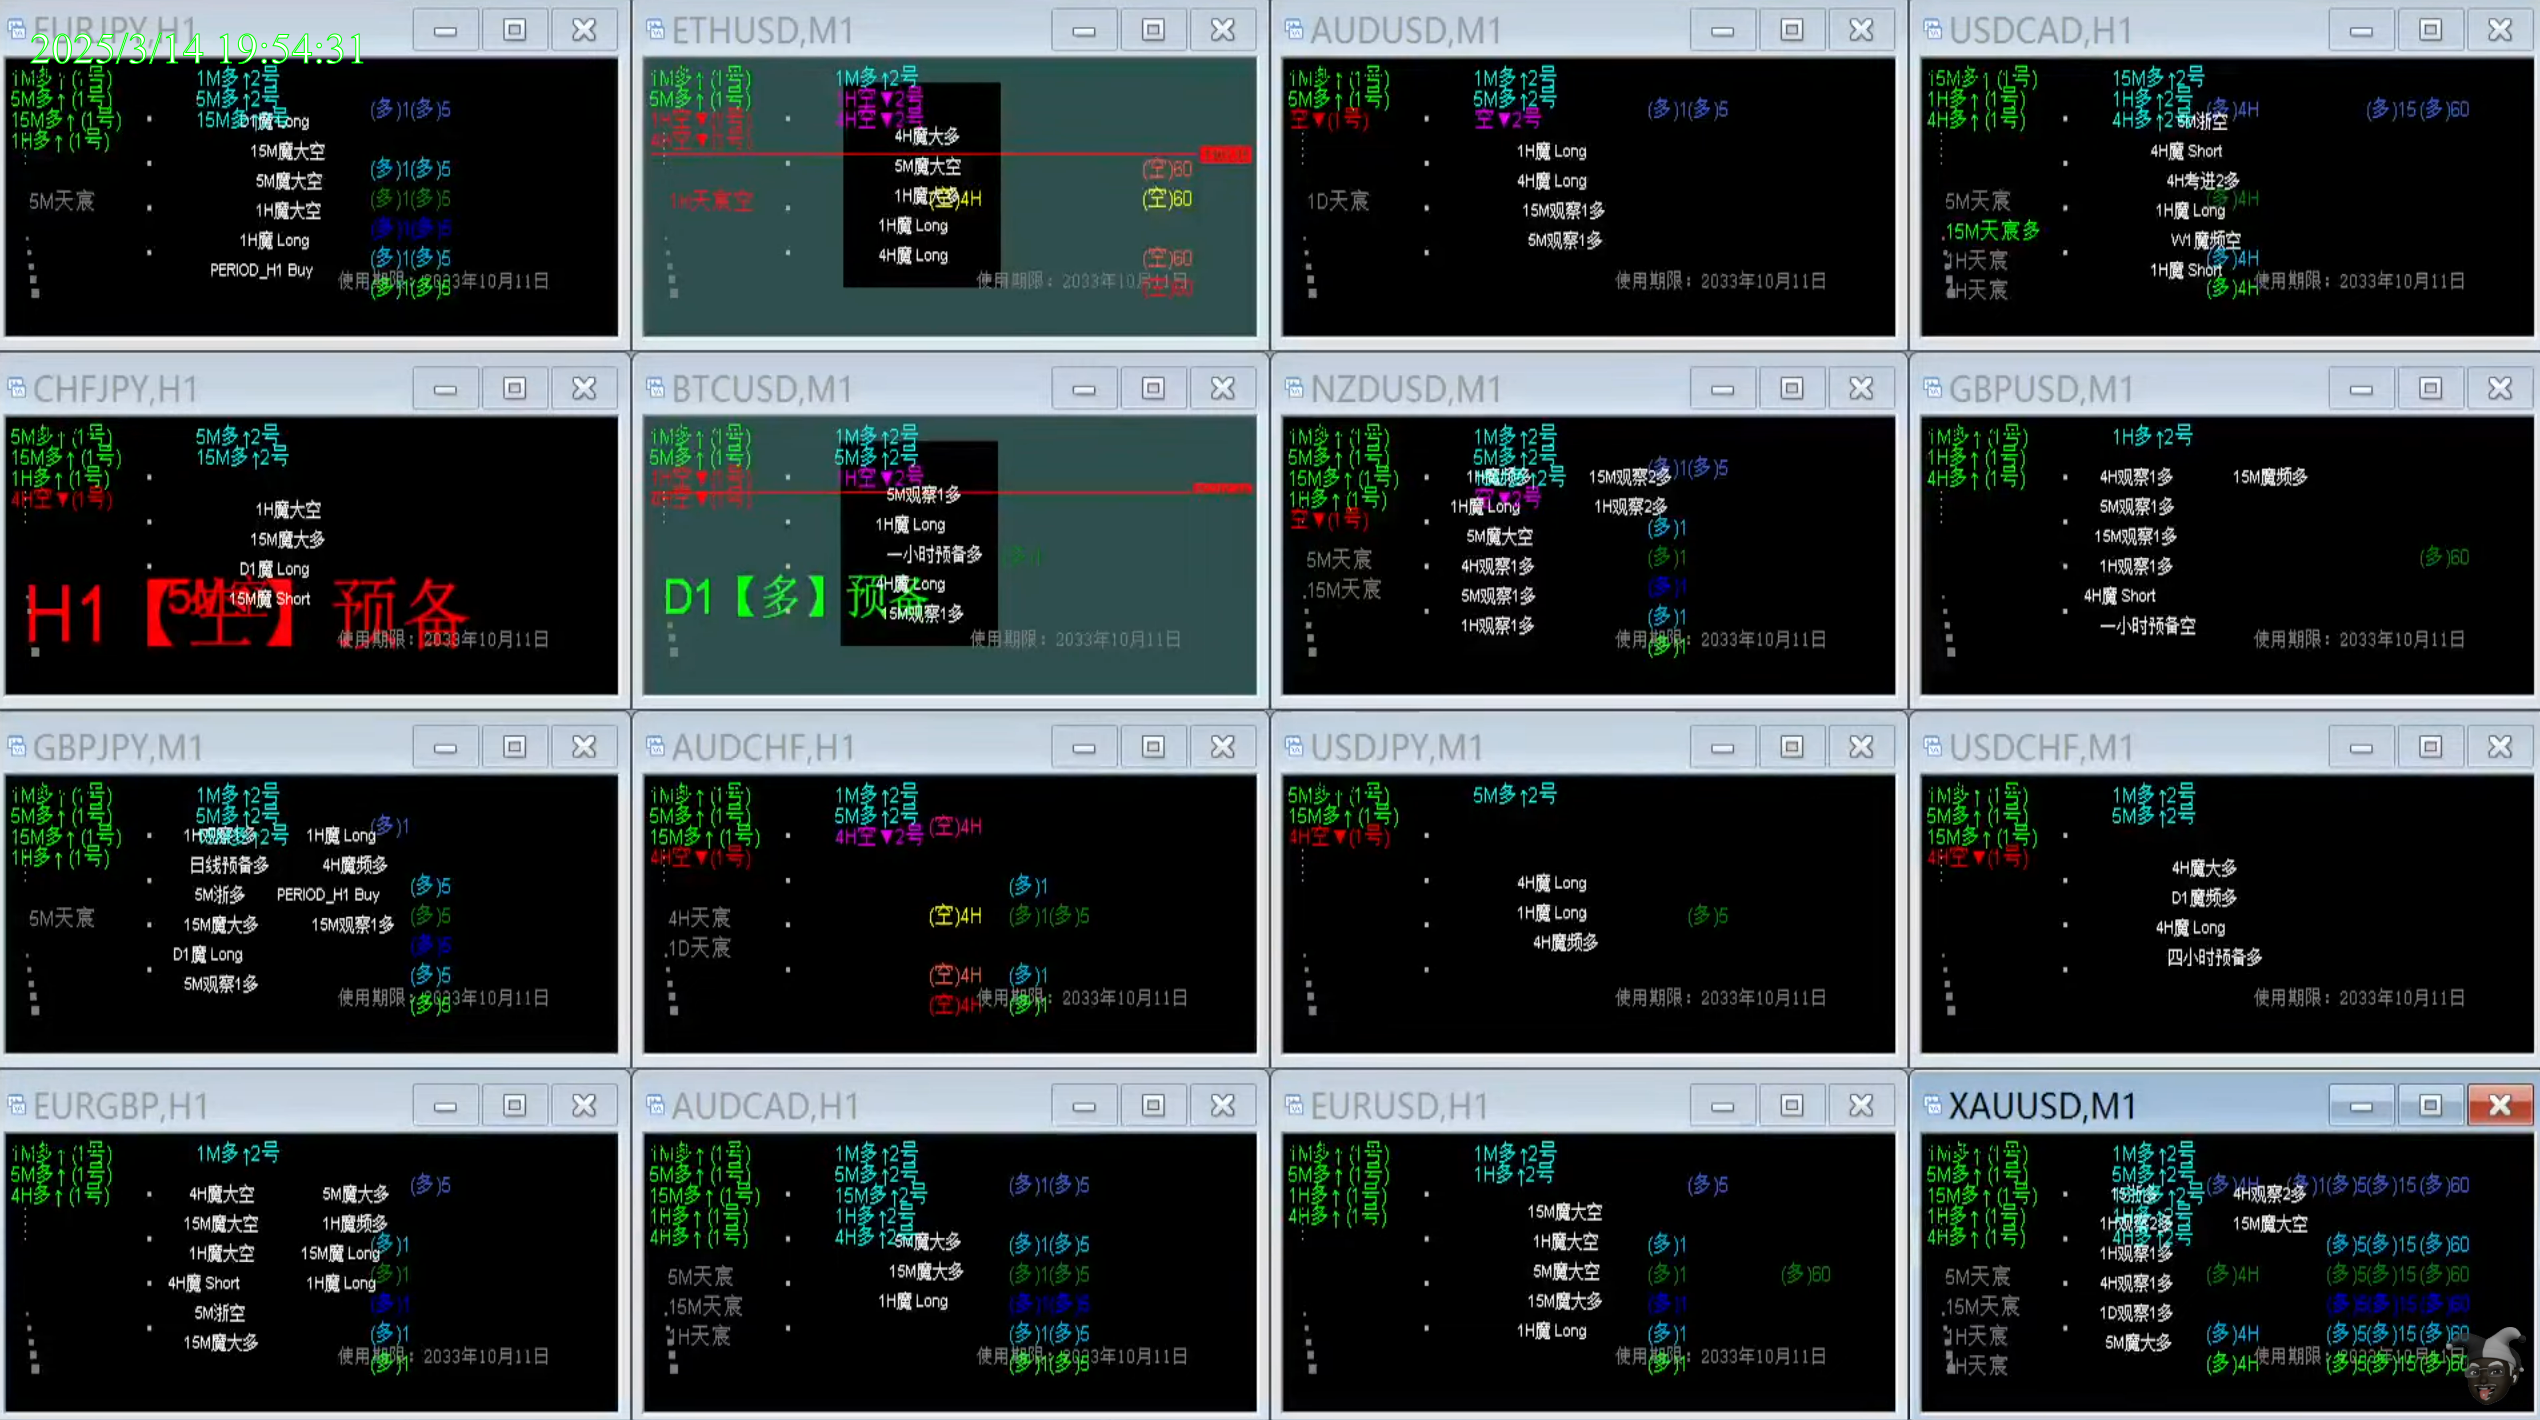 EURJPY,H1
2025/3/14 19:54:31
1M多↑(1号) 1M多↑2号
5M多↑(1号) 5M多↑2号 (多)1(多)5
15M多↑(1号) 15M多↑2号 D1魔 Long
1H多↑(1号)
15M魔大空
(多)1(多)5
5M魔大空
5M天宸 (多)1(多)5
1H魔大空
(多)1(多)5
1H魔 Long
(多)1(多)5
PERIOD_H1 Buy
使用期限：2033年10月11日
(多)1(多)5
ETHUSD,M1
1M多↑(1号) 1M多↑2号
5M多↑(1号) 1H空▼2号
1H空▼(1号) 4H空▼2号
4H空▼(1号) 4H魔大多
5M魔大空 (空)60
1H天宸空 1H魔大多 (空)4H (空)60
1H魔 Long
4H魔 Long (空)60
使用期限：2033年10月11日
AUDUSD,M1
1M多↑(1号) 1M多↑2号
5M多↑(1号) 5M多↑2号 (多)1(多)5
空▼(1号) 空▼2号
1H魔 Long
4H魔 Long
1D天宸 15M观察1多
5M观察1多
使用期限：2033年10月11日
USDCAD,H1
15M多↑(1号) 15M多↑2号
1H多↑(1号) 1H多↑2号 (多)4H (多)15(多)60
4H多↑(1号) 4H多↑2号 5M浙空
4H魔 Short
4H考进2多
5M天宸 (多)4H
1H魔 Long
15M天宸多 W1魔频空
1H天宸 (多)4H
1H魔 Short
4H天宸 (多)4H
使用期限：2033年10月11日
CHFJPY,H1
5M多↑(1号) 5M多↑2号
15M多↑(1号) 15M多↑2号
1H多↑(1号)
4H空▼(1号)
1H魔大空
15M魔大多
D1魔 Long
15M魔 Short
H1【空】预备
使用期限：2033年10月11日
BTCUSD,M1
1M多↑(1号) 1M多↑2号
5M多↑(1号) 5M多↑2号
1H空▼(1号) 1H空▼2号
5M观察1多
1H魔 Long
一小时预备多
4H魔 Long
D1【多】预备
15M观察1多
使用期限：2033年10月11日
NZDUSD,M1
1M多↑(1号) 1M多↑2号
5M多↑(1号) 5M多↑2号 (多)1(多)5
15M多↑(1号) 1H魔频多 15M观察2多
1H多↑(1号) 空▼2号
1H魔 Long 1H观察2多
空▼(1号) (多)1
5M魔大空
5M天宸 4H观察1多 (多)1
15M天宸 5M观察1多 (多)1
1H观察1多 (多)1
使用期限：2033年10月11日
(多)1
GBPUSD,M1
1M多↑(1号) 1H多↑2号
1H多↑(1号)
4H多↑(1号) 4H观察1多 15M魔频多
5M观察1多
15M观察1多
(多)60
1H观察1多
4H魔 Short
一小时预备空
使用期限：2033年10月11日
GBPJPY,M1
1M多↑(1号) 1M多↑2号
5M多↑(1号) 5M多↑2号 (多)1
15M多↑(1号) 1H魔 Long
1H多↑(1号) 日线预备多 4H魔频多
5M浙多 PERIOD_H1 Buy (多)5
5M天宸 15M魔大多 15M观察1多 (多)5
D1魔 Long (多)5
5M观察1多 (多)5
使用期限：2033年10月11日
(多)5
AUDCHF,H1
1M多↑(1号) 1M多↑2号
5M多↑(1号) 5M多↑2号
15M多↑(1号) 4H空▼2号 (空)4H
4H空▼(1号)
(多)1
4H天宸 (空)4H (多)1(多)5
1D天宸
(空)4H (多)1
(空)4H (多)1
使用期限：2033年10月11日
USDJPY,M1
5M多↑(1号) 5M多↑2号
15M多↑(1号)
4H空▼(1号)
4H魔 Long
1H魔 Long (多)5
4H魔频多
使用期限：2033年10月11日
USDCHF,M1
1M多↑(1号) 1M多↑2号
5M多↑(1号) 5M多↑2号
15M多↑(1号)
4H空▼(1号)
4H魔大多
D1魔频多
4H魔 Long
四小时预备多
使用期限：2033年10月11日
EURGBP,H1
1M多↑(1号) 1M多↑2号
5M多↑(1号) (多)5
4H多↑(1号) 4H魔大空 5M魔大多
15M魔大空 1H魔频多
1H魔大空 15M魔 Long (多)1
4H魔 Short 1H魔 Long (多)1
5M浙空 (多)1
15M魔大多 (多)1
使用期限：2033年10月11日
(多)1
AUDCAD,H1
1M多↑(1号) 1M多↑2号
5M多↑(1号) 5M多↑2号 (多)1(多)5
15M多↑(1号) 15M多↑2号
1H多↑(1号) 1H多↑2号
4H多↑(1号) 4H多↑2号 5M魔大多 (多)1(多)5
5M天宸 15M魔大多 (多)1(多)5
15M天宸 1H魔 Long (多)1(多)5
1H天宸 (多)1(多)5
使用期限：2033年10月11日
(多)1(多)5
EURUSD,H1
1M多↑(1号) 1M多↑2号
5M多↑(1号) 1H多↑2号 (多)5
1H多↑(1号)
4H多↑(1号) 15M魔大空
1H魔大空 (多)1
5M魔大空 (多)1 (多)60
15M魔大多 (多)1
1H魔 Long (多)1
使用期限：2033年10月11日
(多)1
XAUUSD,M1
1M多↑(1号) 1M多↑2号
5M多↑(1号) 5M多↑2号 (多)4H (多)1(多)5(多)15(多)60
15M多↑(1号) 4H观察2多
1H多↑(1号) 1H观察2多 15M魔大空
4H多↑(1号) 4H多↑2号 (多)5(多)15(多)60
1H观察1多
5M天宸 4H观察1多 (多)4H (多)5(多)15(多)60
15M天宸 1D观察1多 (多)5(多)15(多)60
1H天宸 5M魔大多 (多)4H (多)5(多)15(多)60
4H天宸 (多)4H (多)5(多)15(多)60
使用期限：2033年10月11日